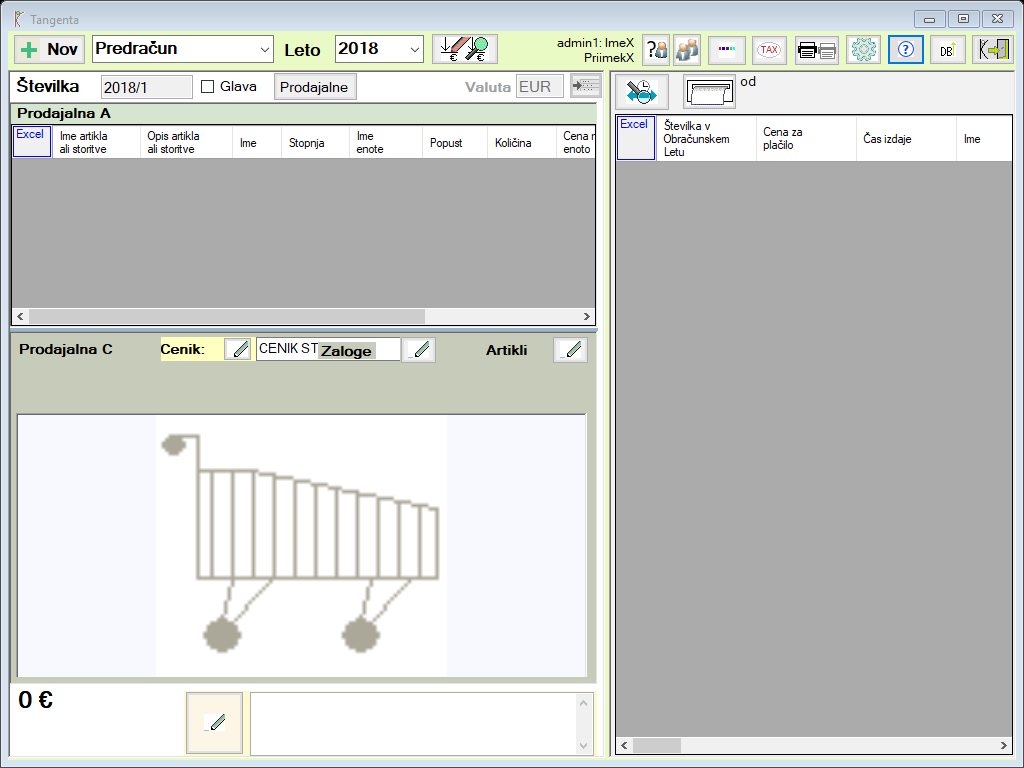 Tangenta
Nov
Predračun
Leto
2018
€
€
admin1: ImeX
PriimekX
?
TAX
?
DB
Številka
2018/1
Glava
Prodajalne
Valuta
EUR
od
Prodajalna A
Excel
Ime artikla
ali storitve
Opis artikla
ali storitve
Ime
Stopnja
Ime
enote
Popust
Količina
Cena
enoto
Excel
Številka v
Obračunskem
Letu
Cena za
plačilo
Čas izdaje
Ime
Prodajalna C
Cenik:
CENIK ST
Zaloge
Artikli
0 €